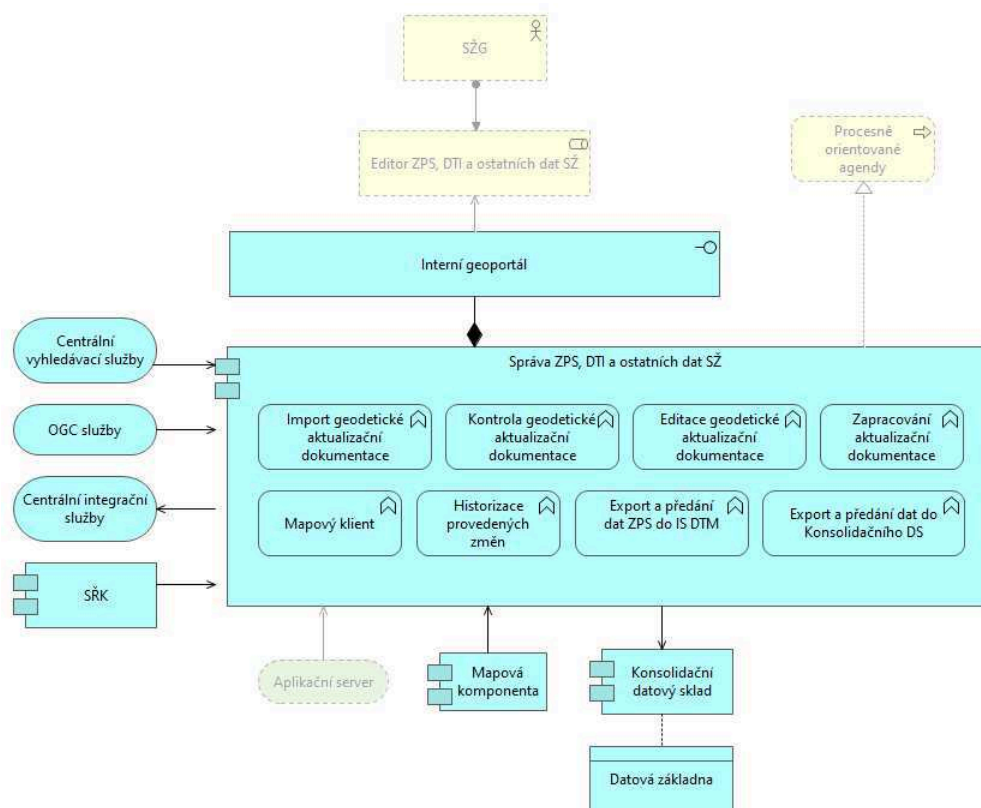 SŽG
Procesně
orientované
agendy
Editor ZPS, DTI a ostatních dat SŽ
Interní geoportál
Centrální
vyhledávací služby
Správa ZPS, DTI a ostatních dat SŽ
Import geodetické
aktualizační
dokumentace
Kontrola geodetické
aktualizační
dokumentace
Editace geodetické
aktualizační
dokumentace
Zapracování
aktualizační
dokumentace
OGC služby
Centrální integrační
služby
Mapový klient
Historizace
provedených
změn
Export a předání
dat ZPS do IS DTM
Export a předání dat do
Konsolidačního DS
SŘK
Aplikační server
Mapová
komponenta
Konsolidační
datový sklad
Datová základna